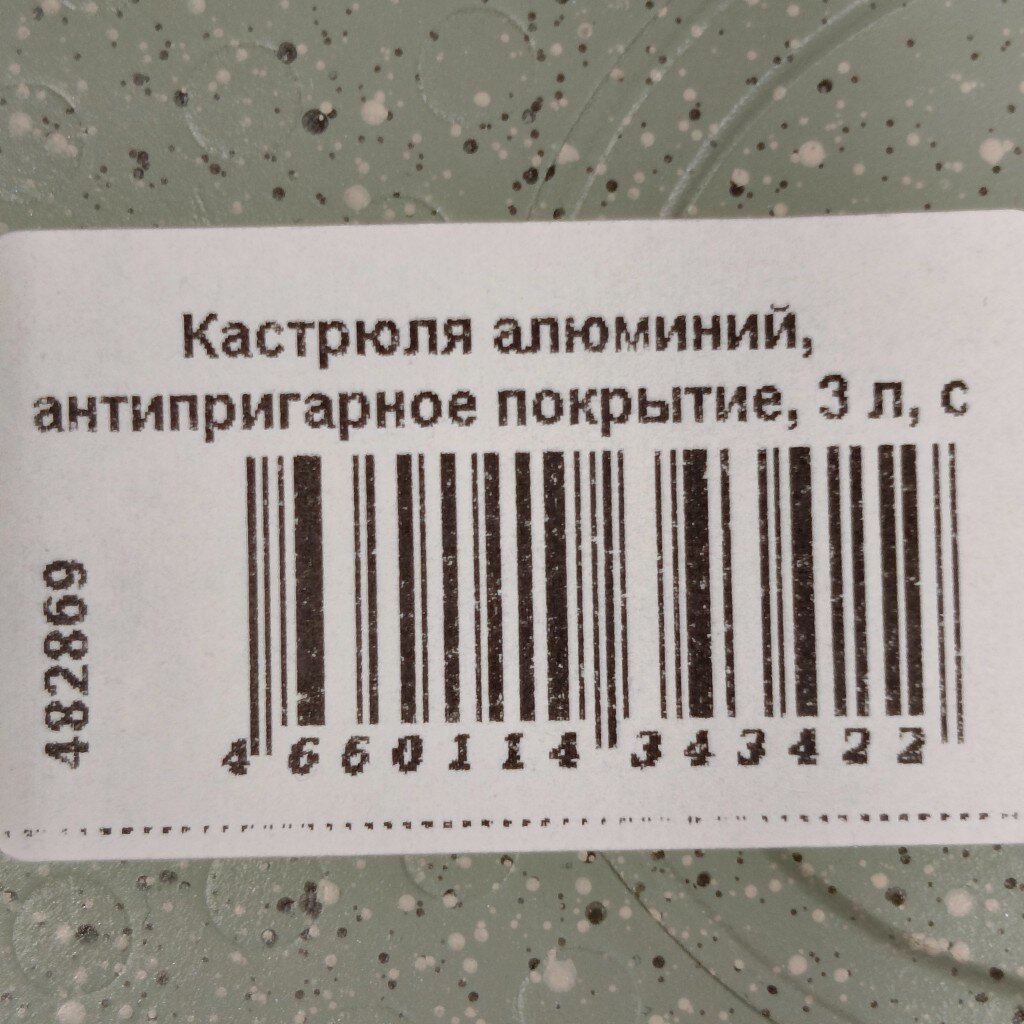 Кастрюля алюминий,
антипригарное покрытие, 3 л, с
482869
4 660114 343422